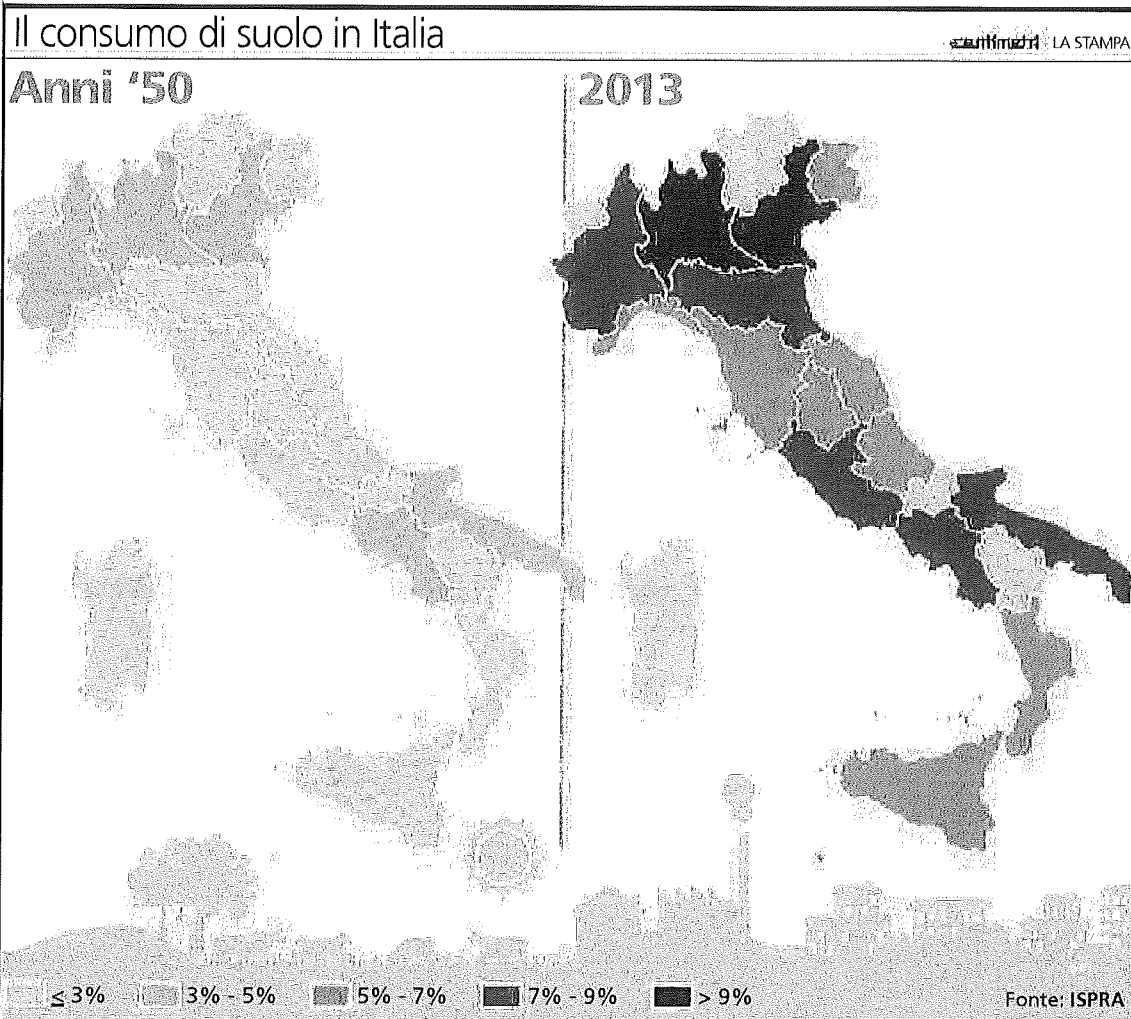 Il consumo di suolo in Italia
centimetri LA STAMPA
Anni '50
2013
≤ 3%
3% - 5%
5% - 7%
7% - 9%
> 9%
Fonte: ISPRA